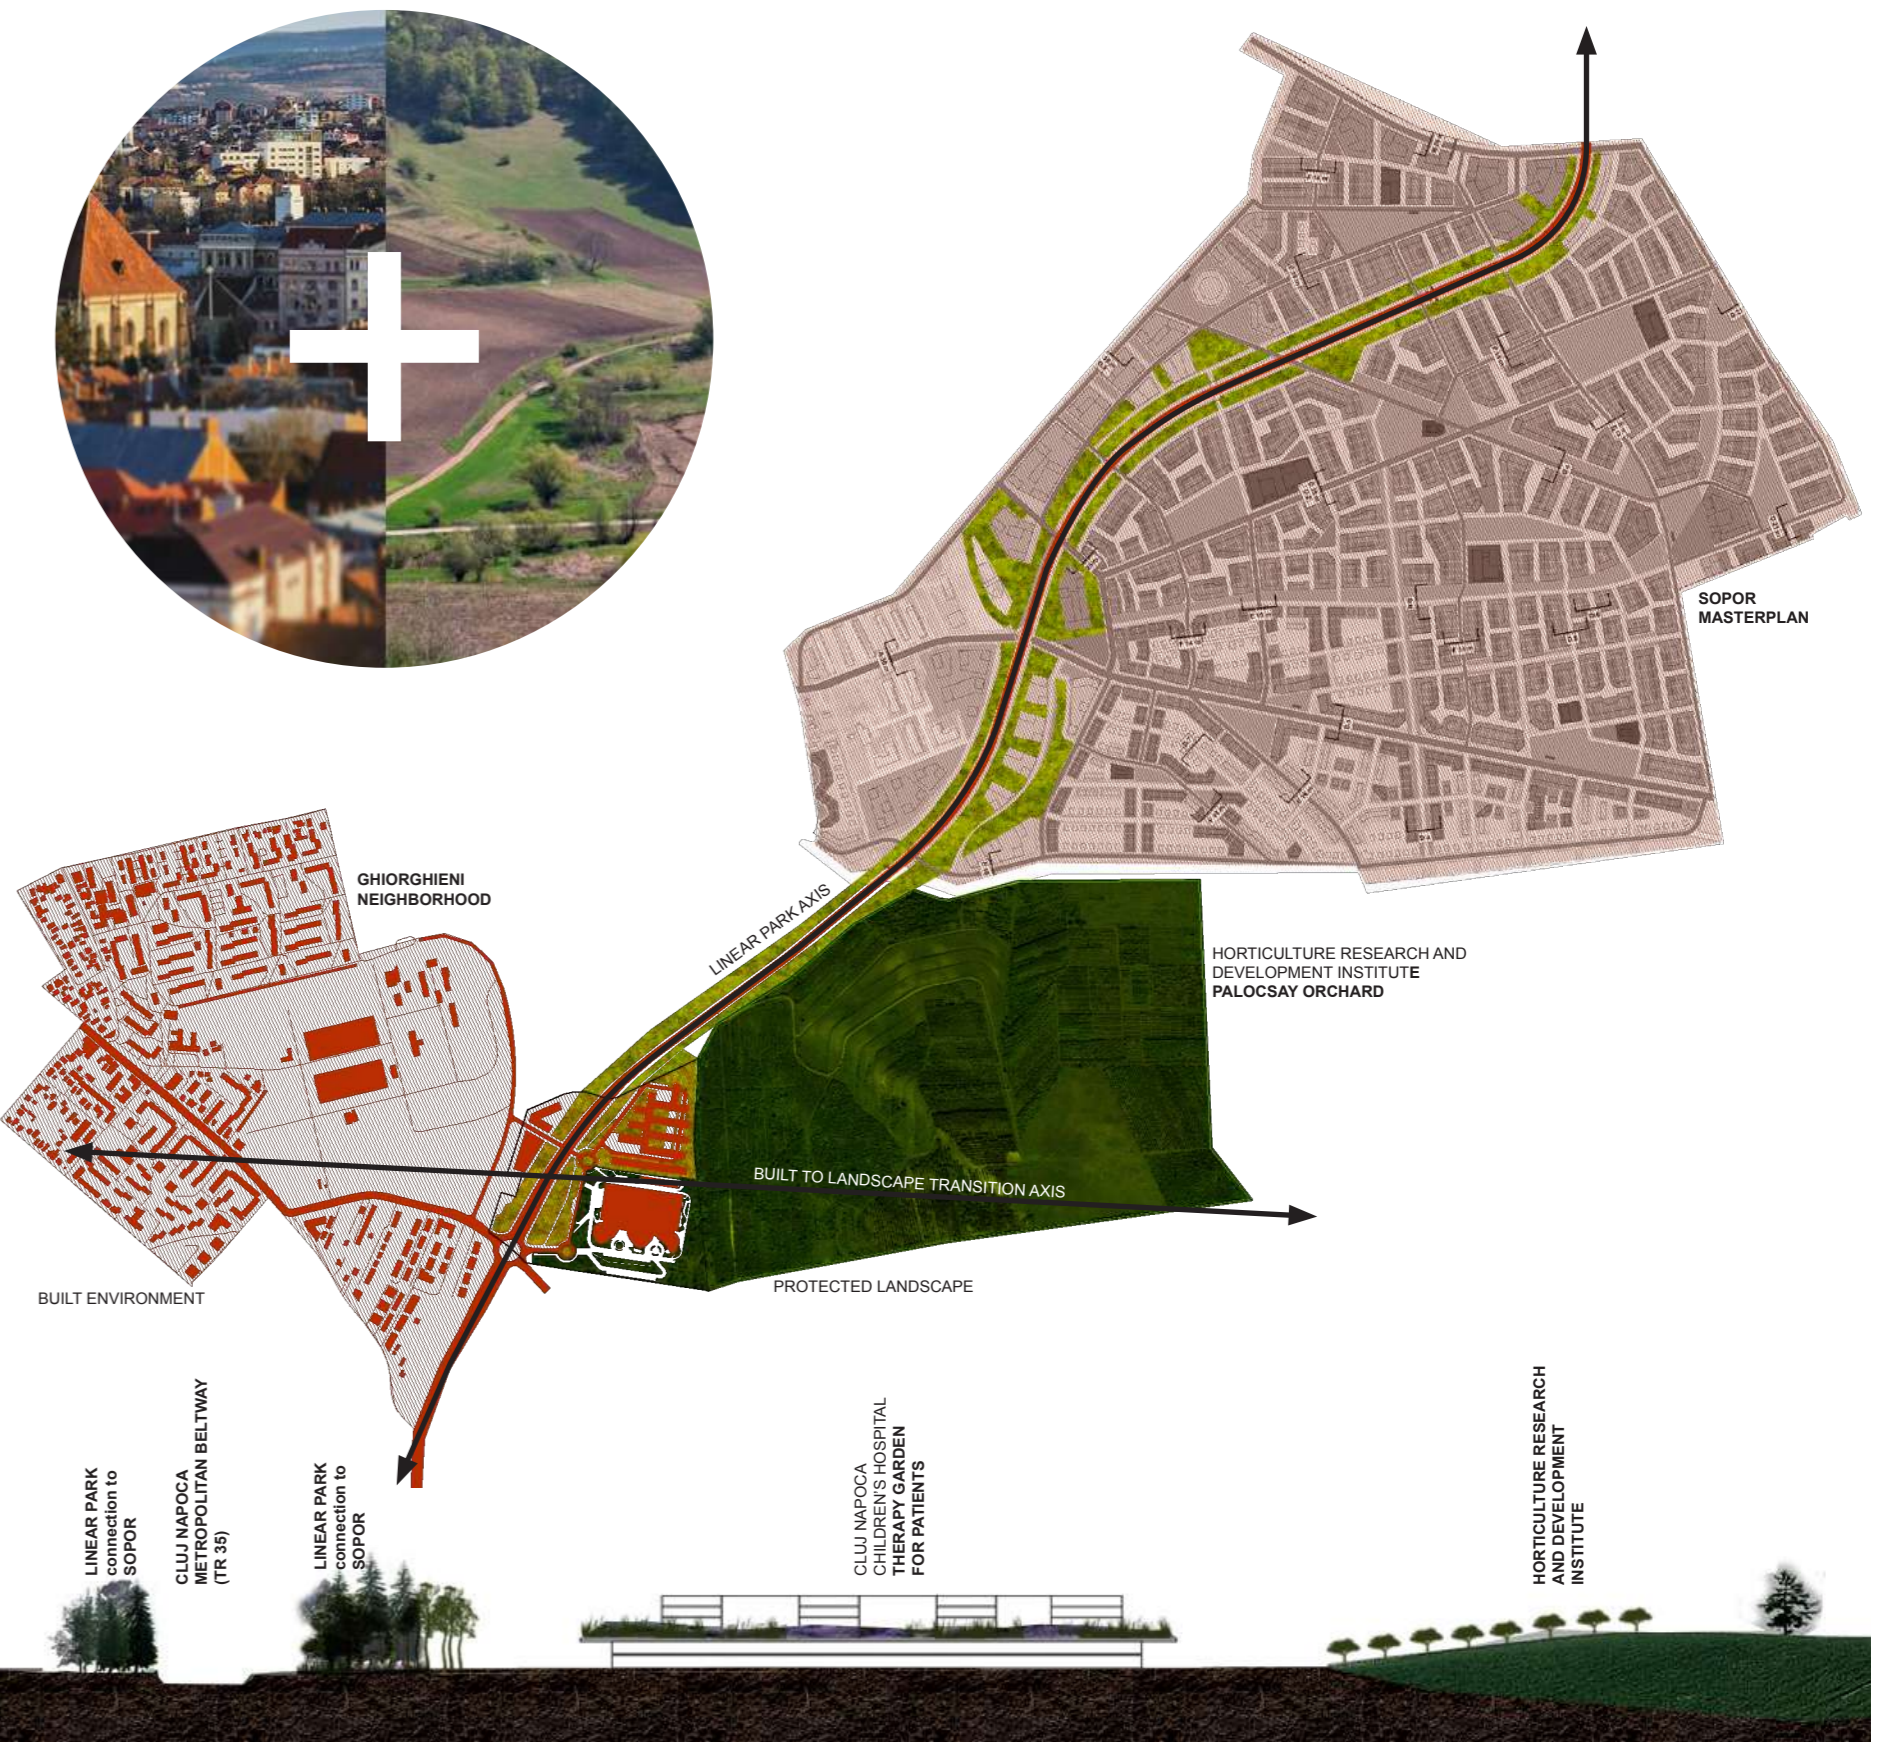 SOPOR
MASTERPLAN
GHIORGHIENI
NEIGHBORHOOD
LINEAR PARK AXIS
HORTICULTURE RESEARCH AND
DEVELOPMENT INSTITUTE
PALOCSAY ORCHARD
BUILT TO LANDSCAPE TRANSITION AXIS
PROTECTED LANDSCAPE
BUILT ENVIRONMENT
LINEAR PARK
connection to
SOPOR
CLUJ NAPOCA
METROPOLITAN BELTWAY
(TR 35)
LINEAR PARK
connection to
SOPOR
CLUJ NAPOCA
CHILDREN'S HOSPITAL
THERAPY GARDEN
FOR PATIENTS
HORTICULTURE RESEARCH
AND DEVELOPMENT
INSTITUTE